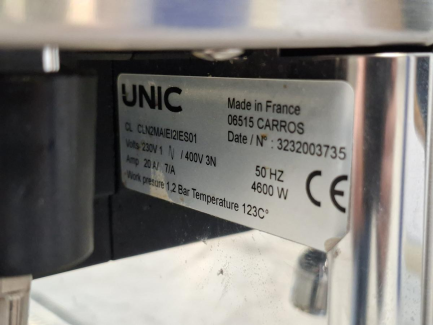 UNIC
Made in France
06515 CARROS
CL CLN2MAIEI2IES01
Date / N° : 3232003735
Volts 230V 1 N / 400V 3N
50 HZ
Amp 20 A/ 7/A
4600 W
Work presure 1,2 Bar Temperature 123C°
CE